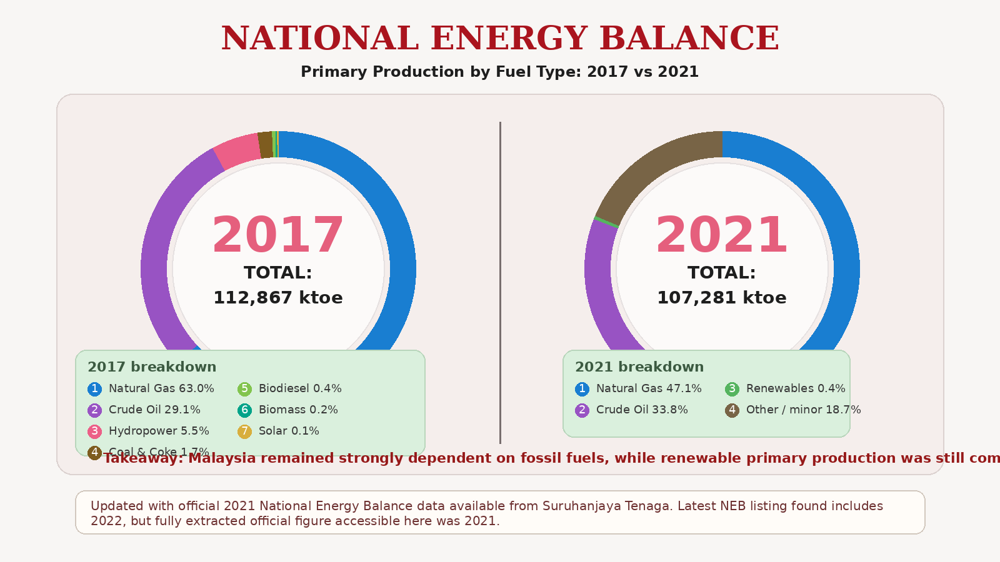 NATIONAL ENERGY BALANCE
Primary Production by Fuel Type: 2017 vs 2021
2017
TOTAL:
112,867 ktoe
2021
TOTAL:
107,281 ktoe
2017 breakdown
1 Natural Gas 63.0%
2 Crude Oil 29.1%
3 Hydropower 5.5%
4 Coal & Coke 1.7%
5 Biodiesel 0.4%
6 Biomass 0.2%
7 Solar 0.1%
2021 breakdown
1 Natural Gas 47.1%
2 Crude Oil 33.8%
3 Renewables 0.4%
4 Other / minor 18.7%
Takeaway: Malaysia remained strongly dependent on fossil fuels, while renewable primary production was still com
Updated with official 2021 National Energy Balance data available from Suruhanjaya Tenaga. Latest NEB listing found includes
2022, but fully extracted official figure accessible here was 2021.